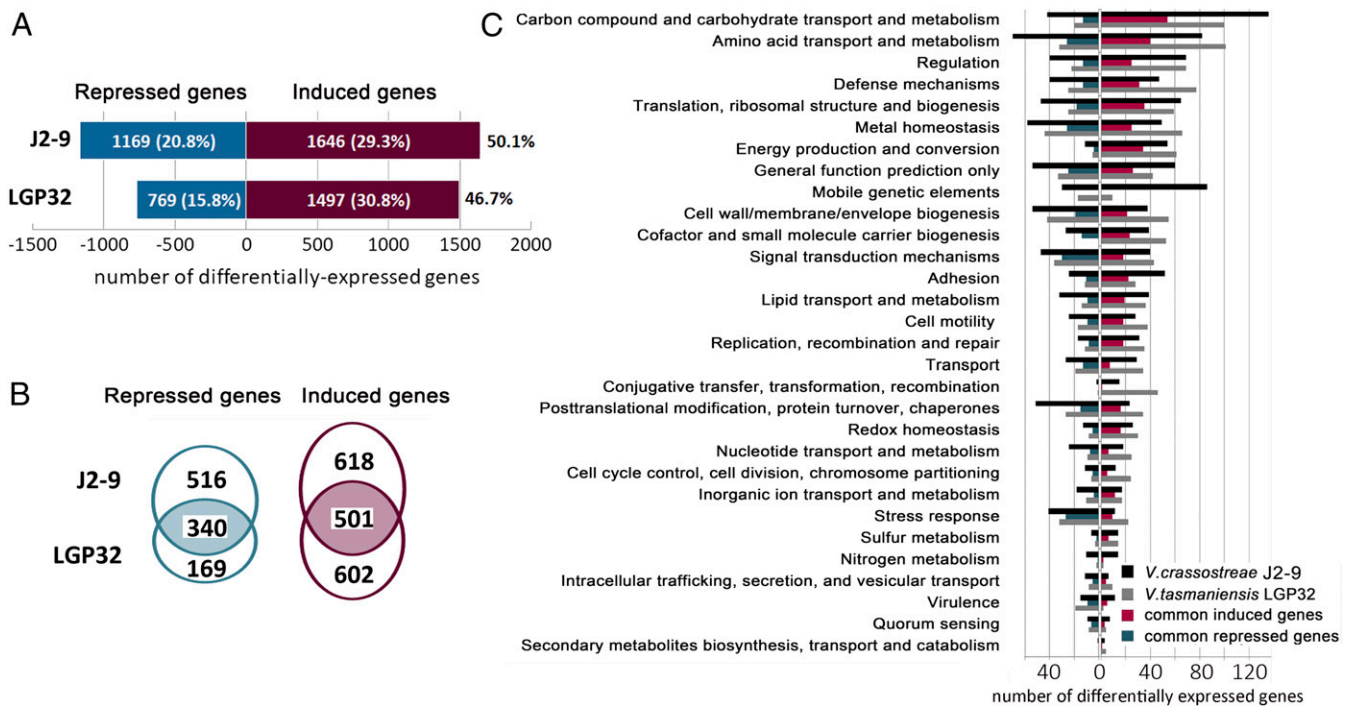 A
Repressed genes Induced genes
J2-9 1169 (20.8%) 1646 (29.3%) 50.1%
LGP32 769 (15.8%) 1497 (30.8%) 46.7%
-1500 -1000 -500 0 500 1000 1500 2000
number of differentially-expressed genes
B
Repressed genes Induced genes
J2-9 516 618
340 501
LGP32 169 602
C
Carbon compound and carbohydrate transport and metabolism
Amino acid transport and metabolism
Regulation
Defense mechanisms
Translation, ribosomal structure and biogenesis
Metal homeostasis
Energy production and conversion
General function prediction only
Mobile genetic elements
Cell wall/membrane/envelope biogenesis
Cofactor and small molecule carrier biogenesis
Signal transduction mechanisms
Adhesion
Lipid transport and metabolism
Cell motility
Replication, recombination and repair
Transport
Conjugative transfer, transformation, recombination
Posttranslational modification, protein turnover, chaperones
Redox homeostasis
Nucleotide transport and metabolism
Cell cycle control, cell division, chromosome partitioning
Inorganic ion transport and metabolism
Stress response
Sulfur metabolism
Nitrogen metabolism
Intracellular trafficking, secretion, and vesicular transport
Virulence
Quorum sensing
Secondary metabolites biosynthesis, transport and catabolism
V.crassostreae J2-9
V.tasmaniensis LGP32
common induced genes
common repressed genes
40 0 40 80 120
number of differentially expressed genes